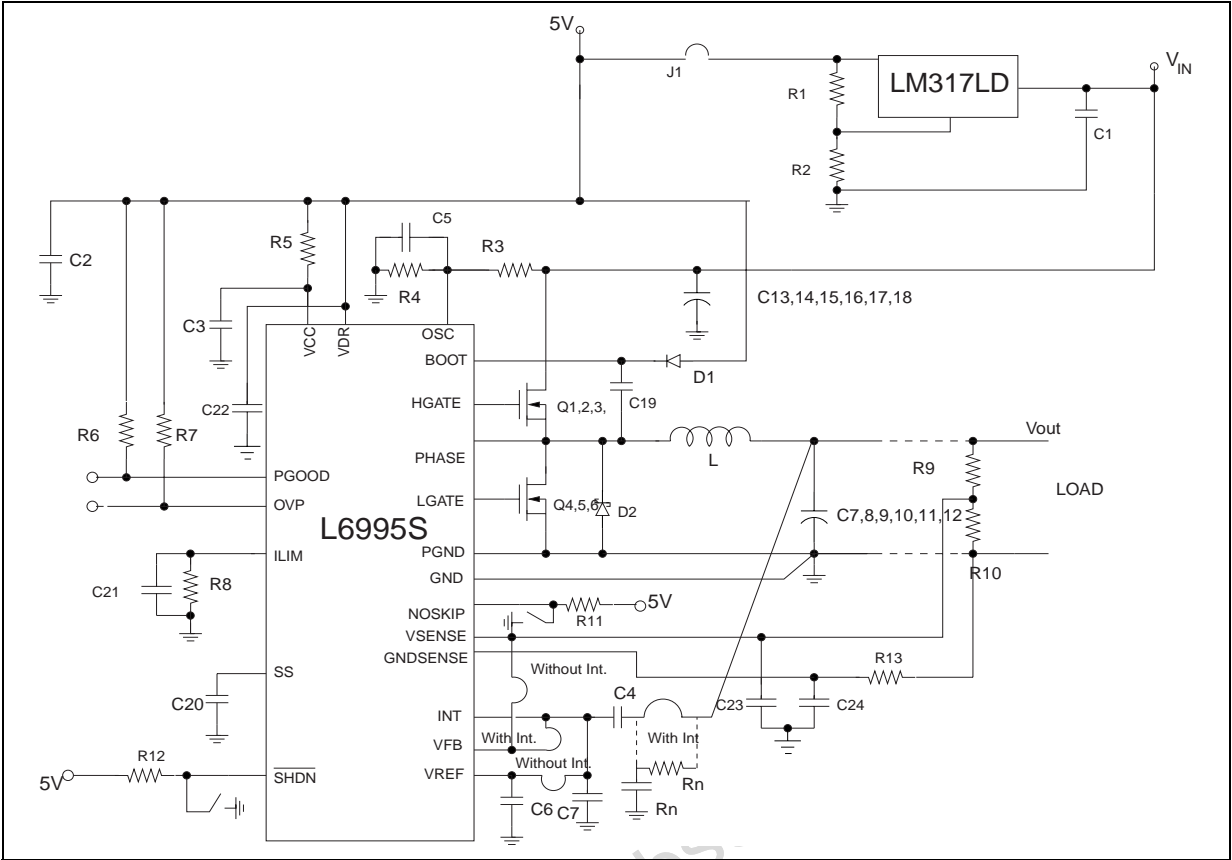 5V
J1
R1
LM317LD
VIN
C1
R2
C2
R5
C5
R3
R4
C13,14,15,16,17,18
C3
VCC
VDR
OSC
BOOT
D1
C22
HGATE
Q1,2,3,
C19
R6
R7
Vout
PHASE
L
R9
PGOOD
LGATE
Q4,5,6
D2
LOAD
OVP
C7,8,9,10,11,12
L6995S
ILIM
PGND
C21
R8
GND
R10
NOSKIP
R11
5V
VSENSE
GNDSENSE
Without Int.
R13
SS
C20
C4
C23
C24
INT
With Int.
With Int
VFB
Without Int.
R12
5V
SHDN
VREF
Rn
C6
C7
Rn